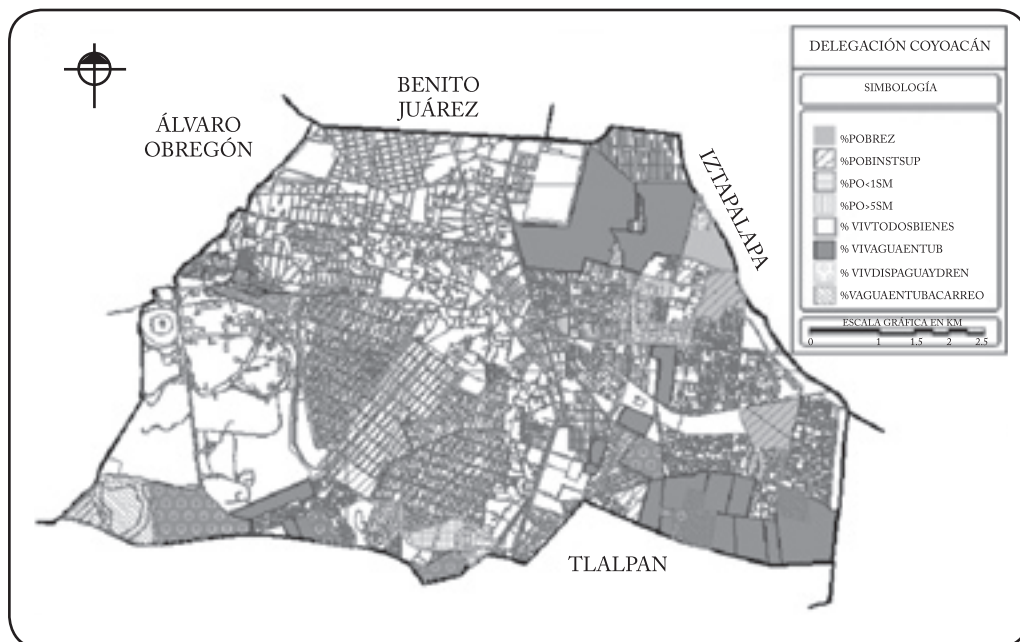 DELEGACIÓN COYOACÁN
SIMBOLOGÍA
%POBREZ
%POBINSTSUP
%PO<1SM
%PO>5SM
% VIVTODOSBIENES
% VIVAGUAENTUB
% VIVDISPAGUAYDREN
%VAGUAENTUBACARREO
ESCALA GRÁFICA EN KM
0 1 1.5 2 2.5
BENITO
JUÁREZ
ÁLVARO
OBREGÓN
IZTAPALAPA
TLALPAN